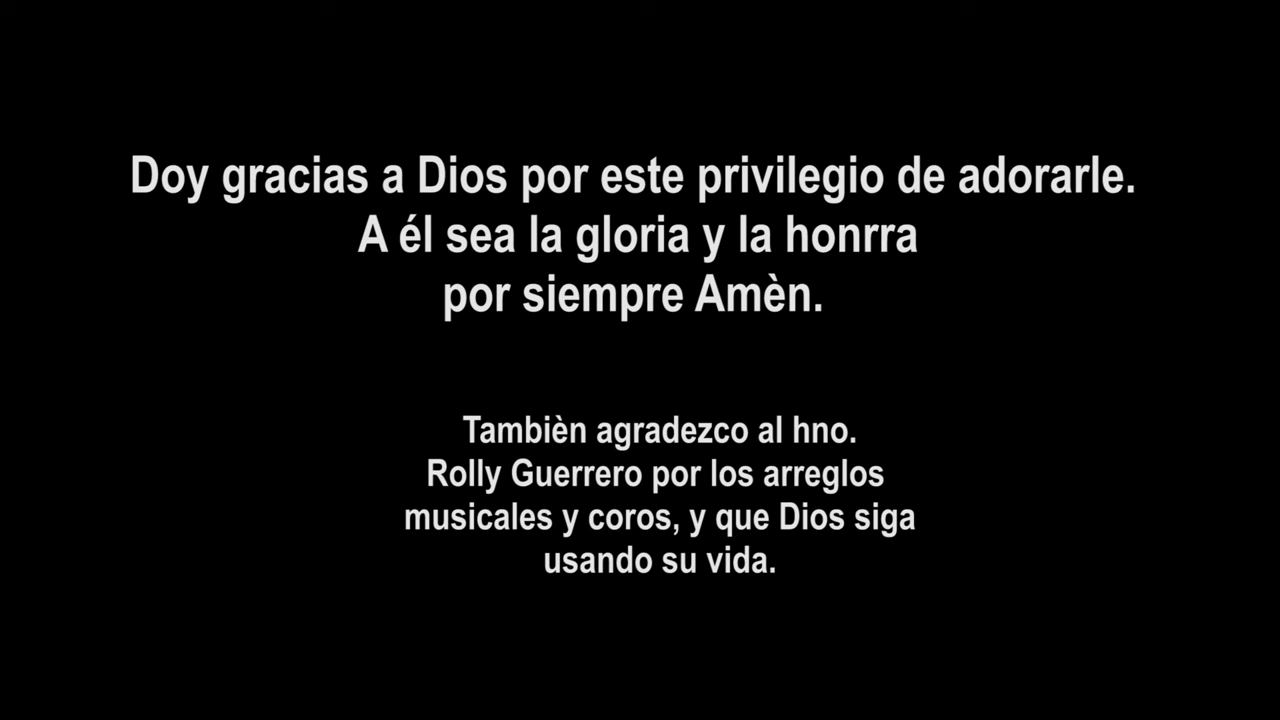 Doy gracias a Dios por este privilegio de adorarle.
A él sea la gloria y la honrra
por siempre Amèn.
Tambièn agradezco al hno.
Rolly Guerrero por los arreglos
musicales y coros, y que Dios siga
usando su vida.